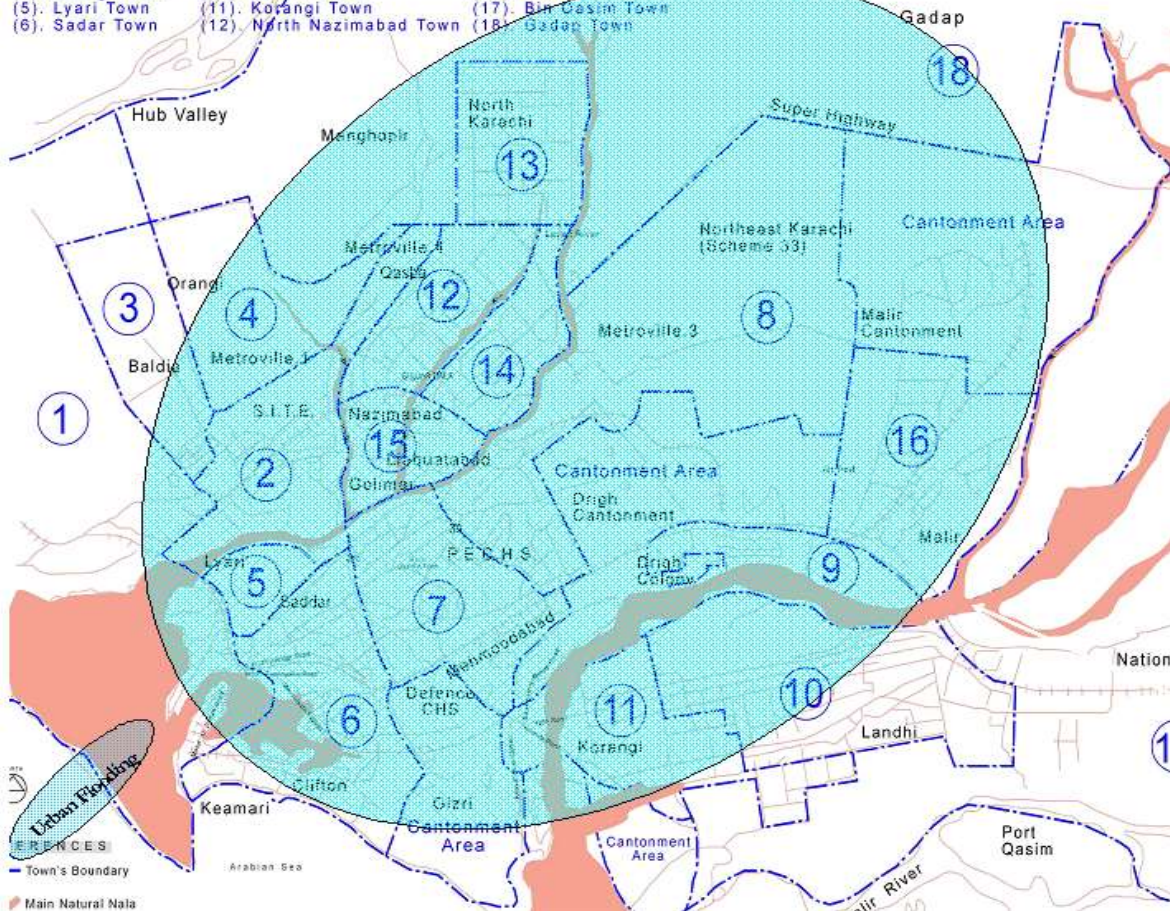 (5). Lyari Town (11). Korangi Town (17). Bin Qasim Town
(6). Sadar Town (12). North Nazimabad Town (18). Gadap Town
Gadap
18
Hub Valley
North
Karachi
Super Highway
Manghopir
13
Northeast Karachi
(Scheme 33)
Cantonment Area
Metroville 4
Qasba
Orangi
12
3
4
8
Malir
Cantonment
Metroville 3
Metroville 1
Baldia
14
1
S.I.T.E.
Nazimabad
15
Liaquatabad
16
2
Golimar
Cantonment Area
Drigh
Cantonment
PECHS
Malir
Lyari
5
Drigh
Colony
9
Saddar
7
Mehmoodabad
Nation
Defence
CHS
6
11
10
Korangi
Landhi
Clifton
Urban Flooding
Keamari
Gizri
Cantonment
Area
Cantonment
Area
Port
Qasim
ERENCES
Arabian Sea
Town's Boundary
Main Natural Nala
lir River